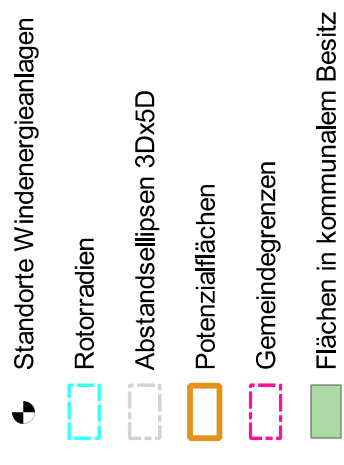 Standorte Windenergieanlagen
Rotorradien
Abstandsellipsen 3Dx5D
Potenzialflächen
Gemeindegrenzen
Flächen in kommunalem Besitz